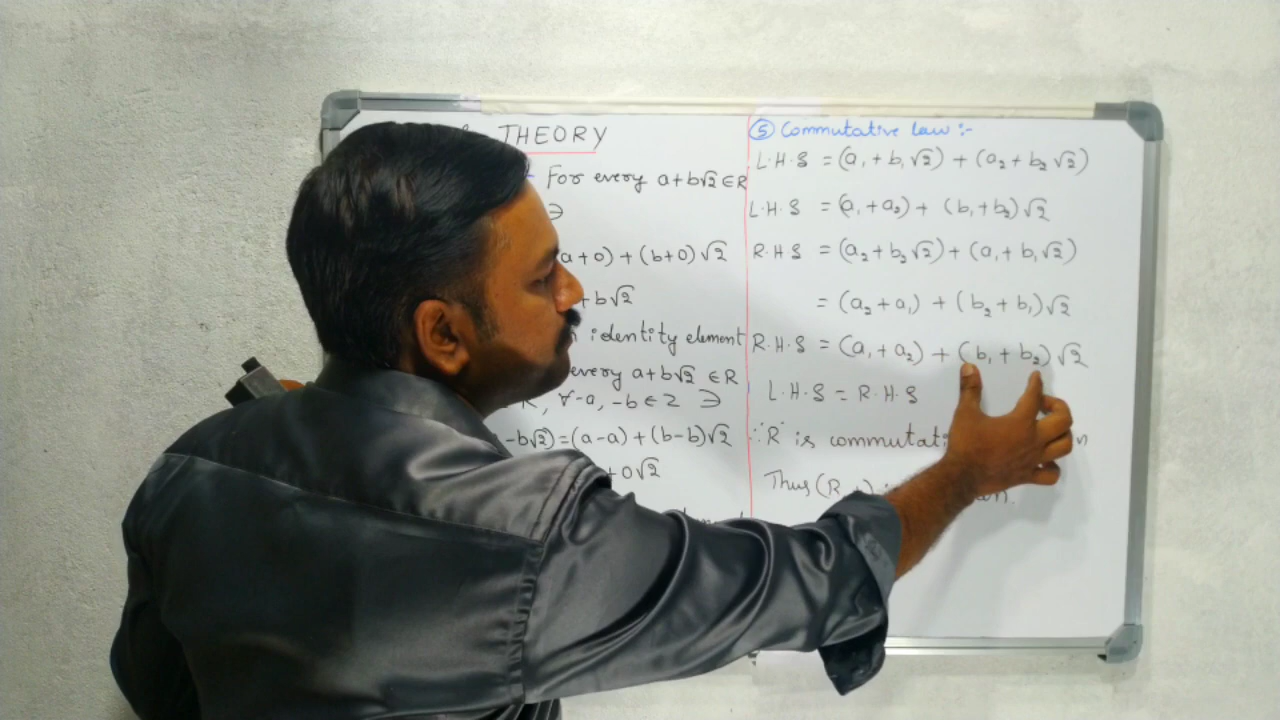 THEORY
For every a+b√2 ∈ R
∋
a+0) + (b+0)√2
+b√2
identity element
every a+b√2 ∈ R
R, ∀ -a, -b ∈ Z ∋
-b√2) = (a-a) + (b-b)√2
+0√2
⑤ Commutative law :-
L.H.S = (a₁ + b₁√2) + (a₂ + b₂√2)
L.H.S = (a₁ + a₂) + (b₁ + b₂)√2
R.H.S = (a₂ + b₂√2) + (a₁ + b₁√2)
= (a₂ + a₁) + (b₂ + b₁)√2
R.H.S = (a₁ + a₂) + (b₁ + b₂)√2
L.H.S = R.H.S
∴ R is
Thus (R